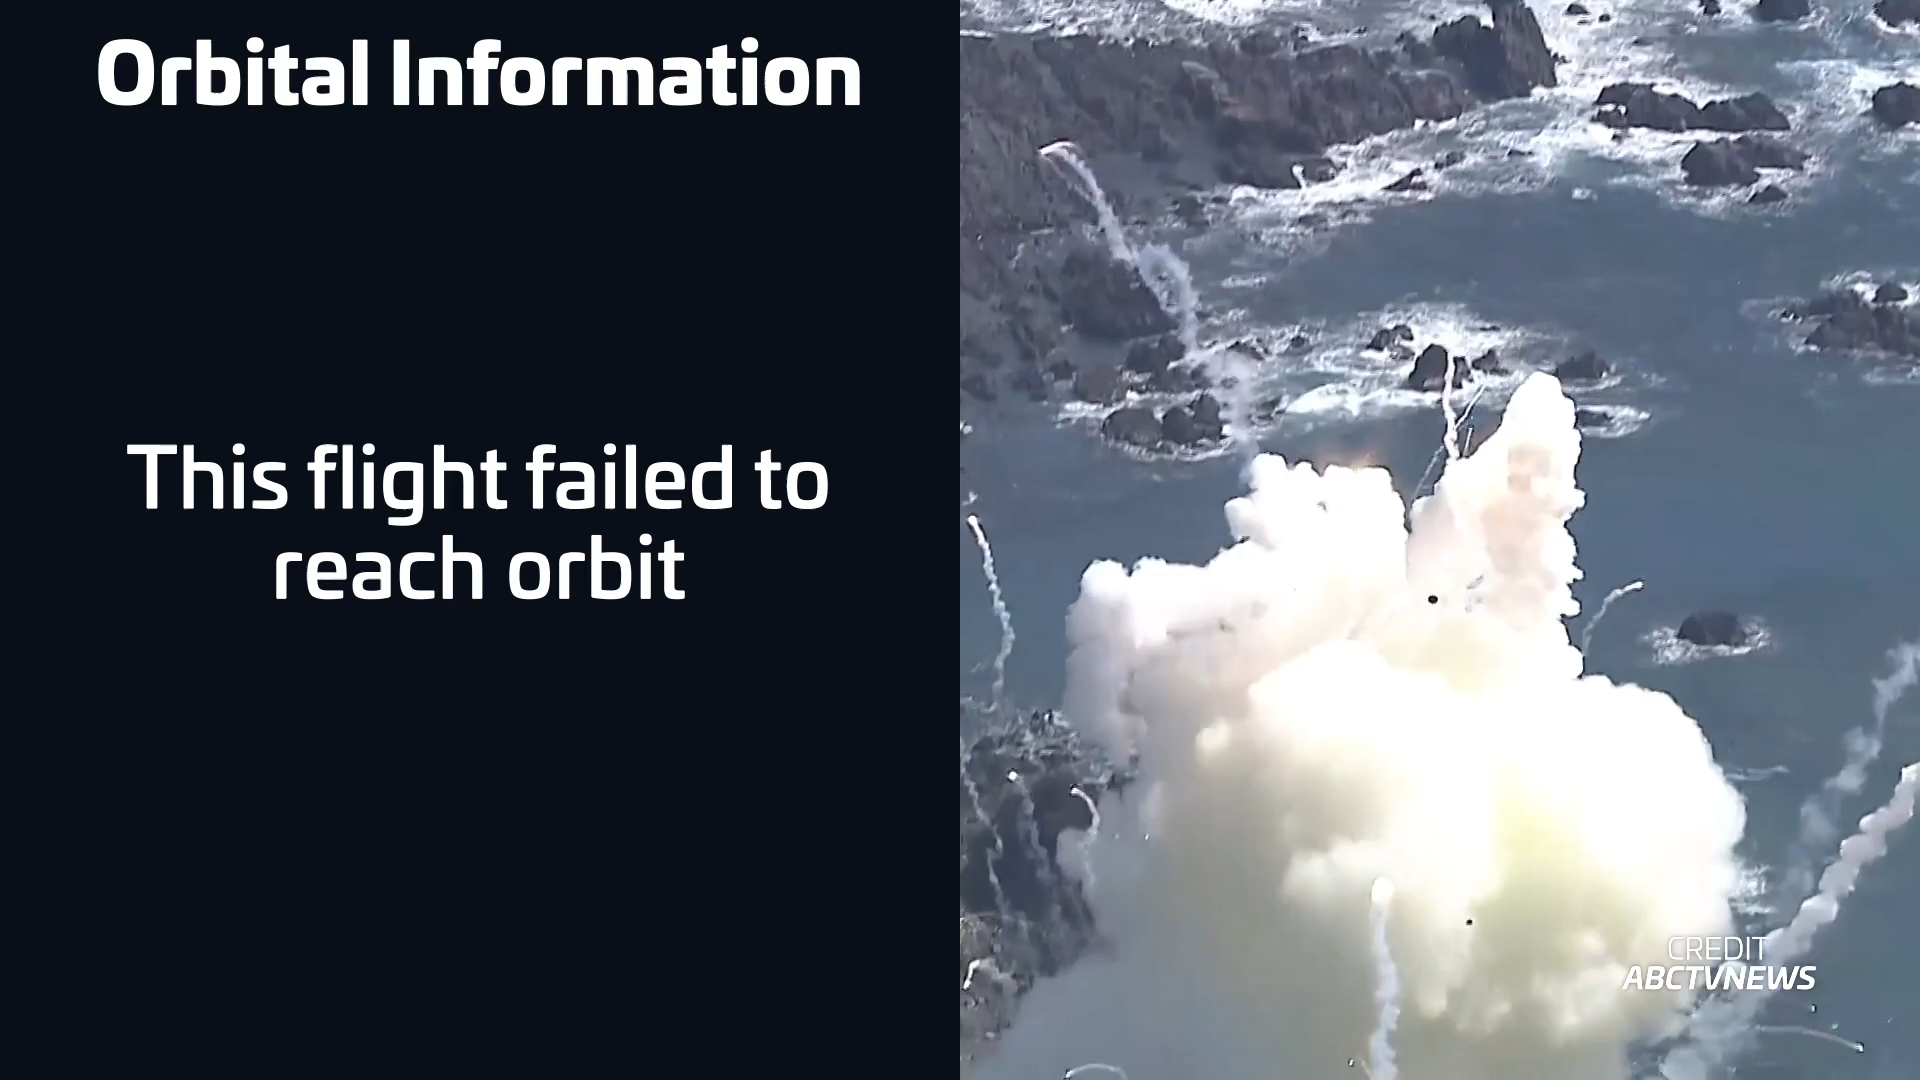 Orbital Information
This flight failed to
reach orbit
CREDIT
ABCTVNEWS